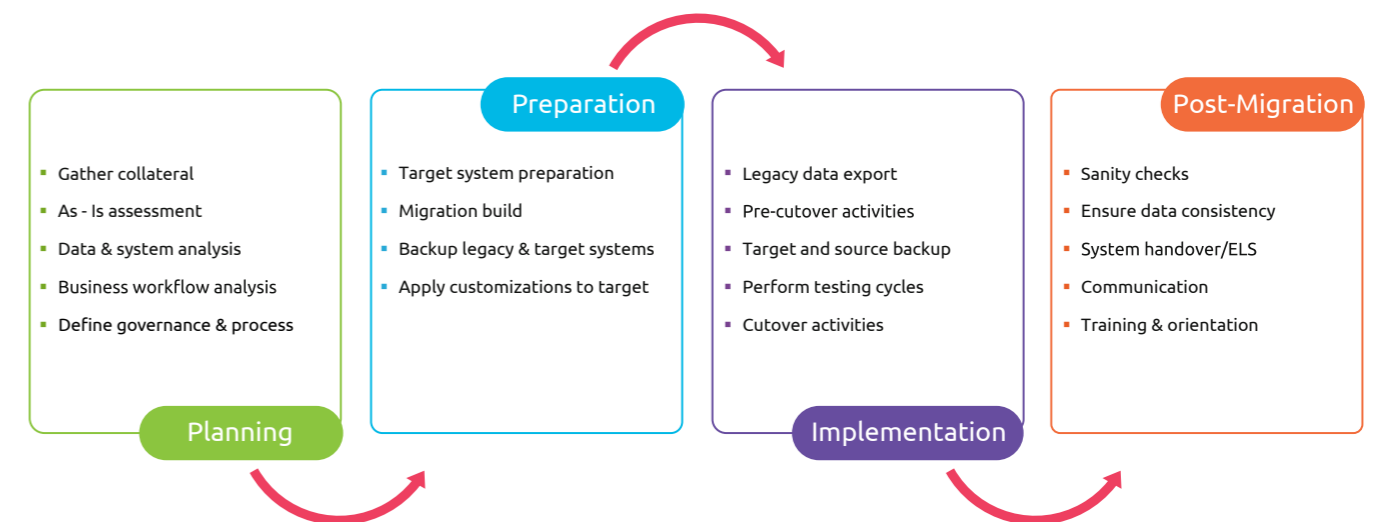 Gather collateral
As - Is assessment
Data & system analysis
Business workflow analysis
Define governance & process
Planning
Preparation
Target system preparation
Migration build
Backup legacy & target systems
Apply customizations to target
Legacy data export
Pre-cutover activities
Target and source backup
Perform testing cycles
Cutover activities
Implementation
Post-Migration
Sanity checks
Ensure data consistency
System handover/ELS
Communication
Training & orientation